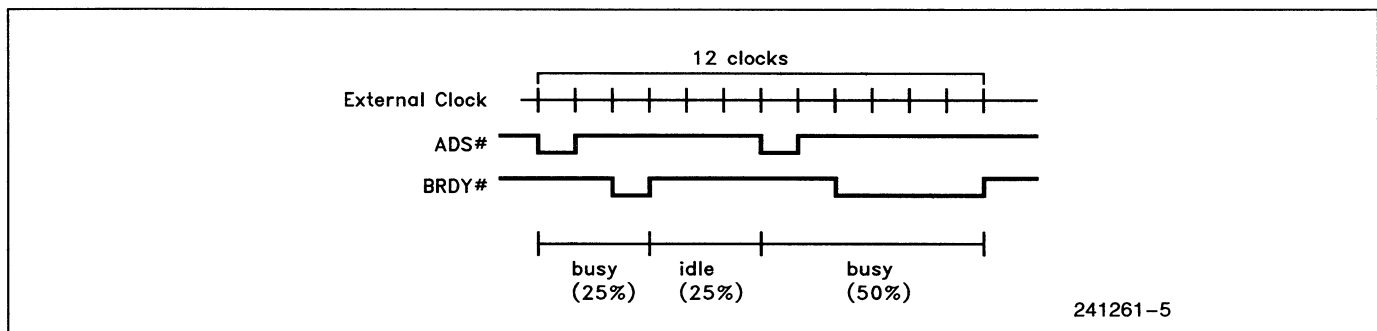 12 clocks
External Clock
ADS#
BRDY#
busy idle busy
(25%) (25%) (50%)
241261-5